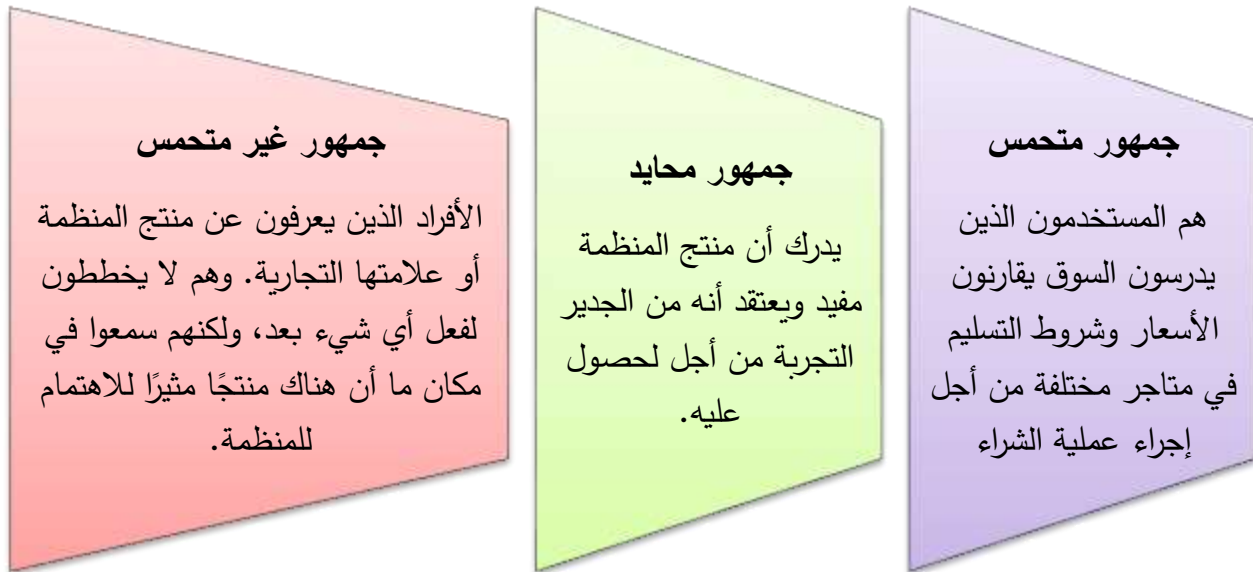 جمهور متحمس
هم المستخدمون الذين
يدرسون السوق يقارنون
الأسعار وشروط التسليم
في متاجر مختلفة من أجل
إجراء عملية الشراء
جمهور محايد
يدرك أن منتج المنظمة
مفيد ويعتقد أنه من الجدير
التجربة من أجل لحصول
عليه.
جمهور غير متحمس
الأفراد الذين يعرفون عن منتج المنظمة
أو علامتها التجارية. وهم لا يخططون
لفعل أي شيء بعد، ولكنهم سمعوا في
مكان ما أن هناك منتجًا مثيرًا للاهتمام
للمنظمة.